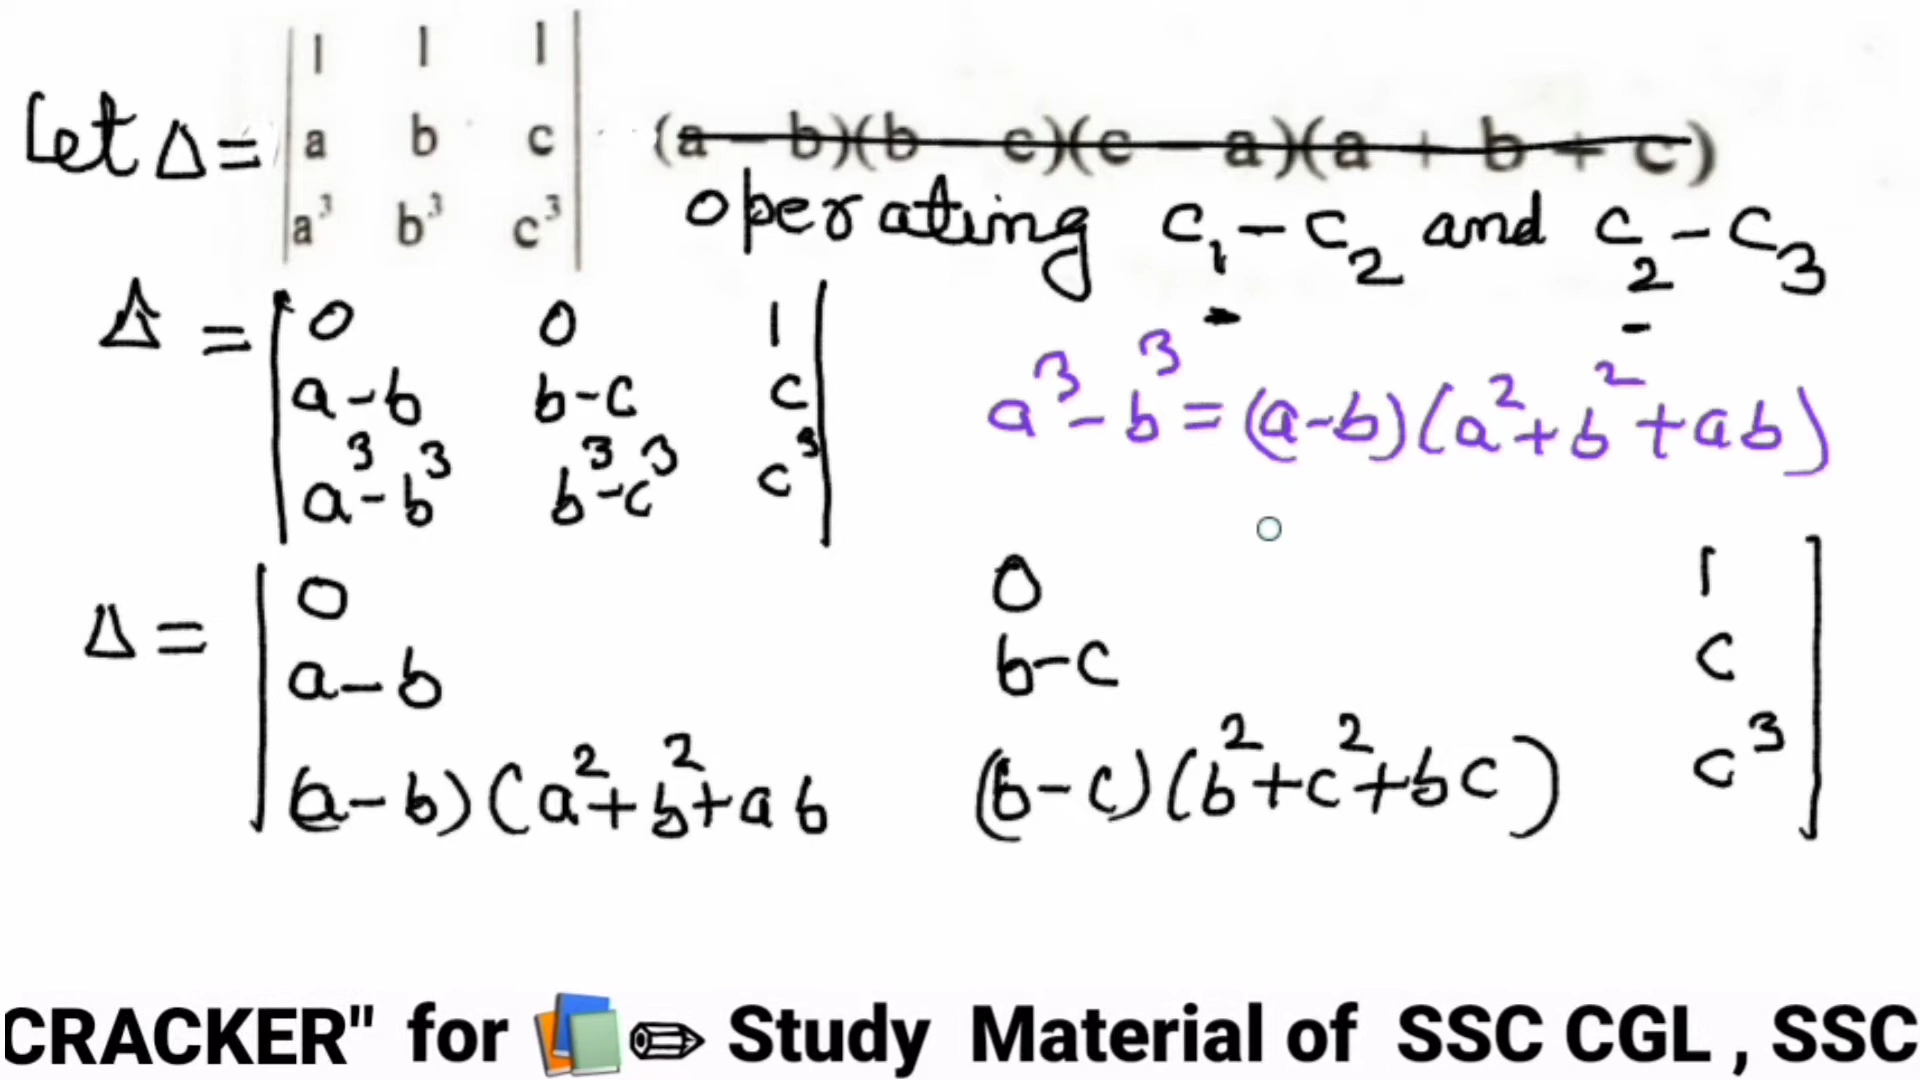 Let Δ = | 1 1 1 |
| a b c | (a - b)(b c)(c a)(a + b + c)
| a³ b³ c³ | operating C₁ - C₂ and C₂ - C₃
Δ = | 0 0 1 |
| a-b b-c c | a³ - b³ = (a-b)(a² + b² + ab)
| a³-b³ b³-c³ c³ |
Δ = | 0 0 1 |
| a-b b-c c |
| (a-b)(a²+b²+ab (b-c)(b²+c²+bc) c³ |
CRACKER" for 📚✏ Study Material of SSC CGL , SSC